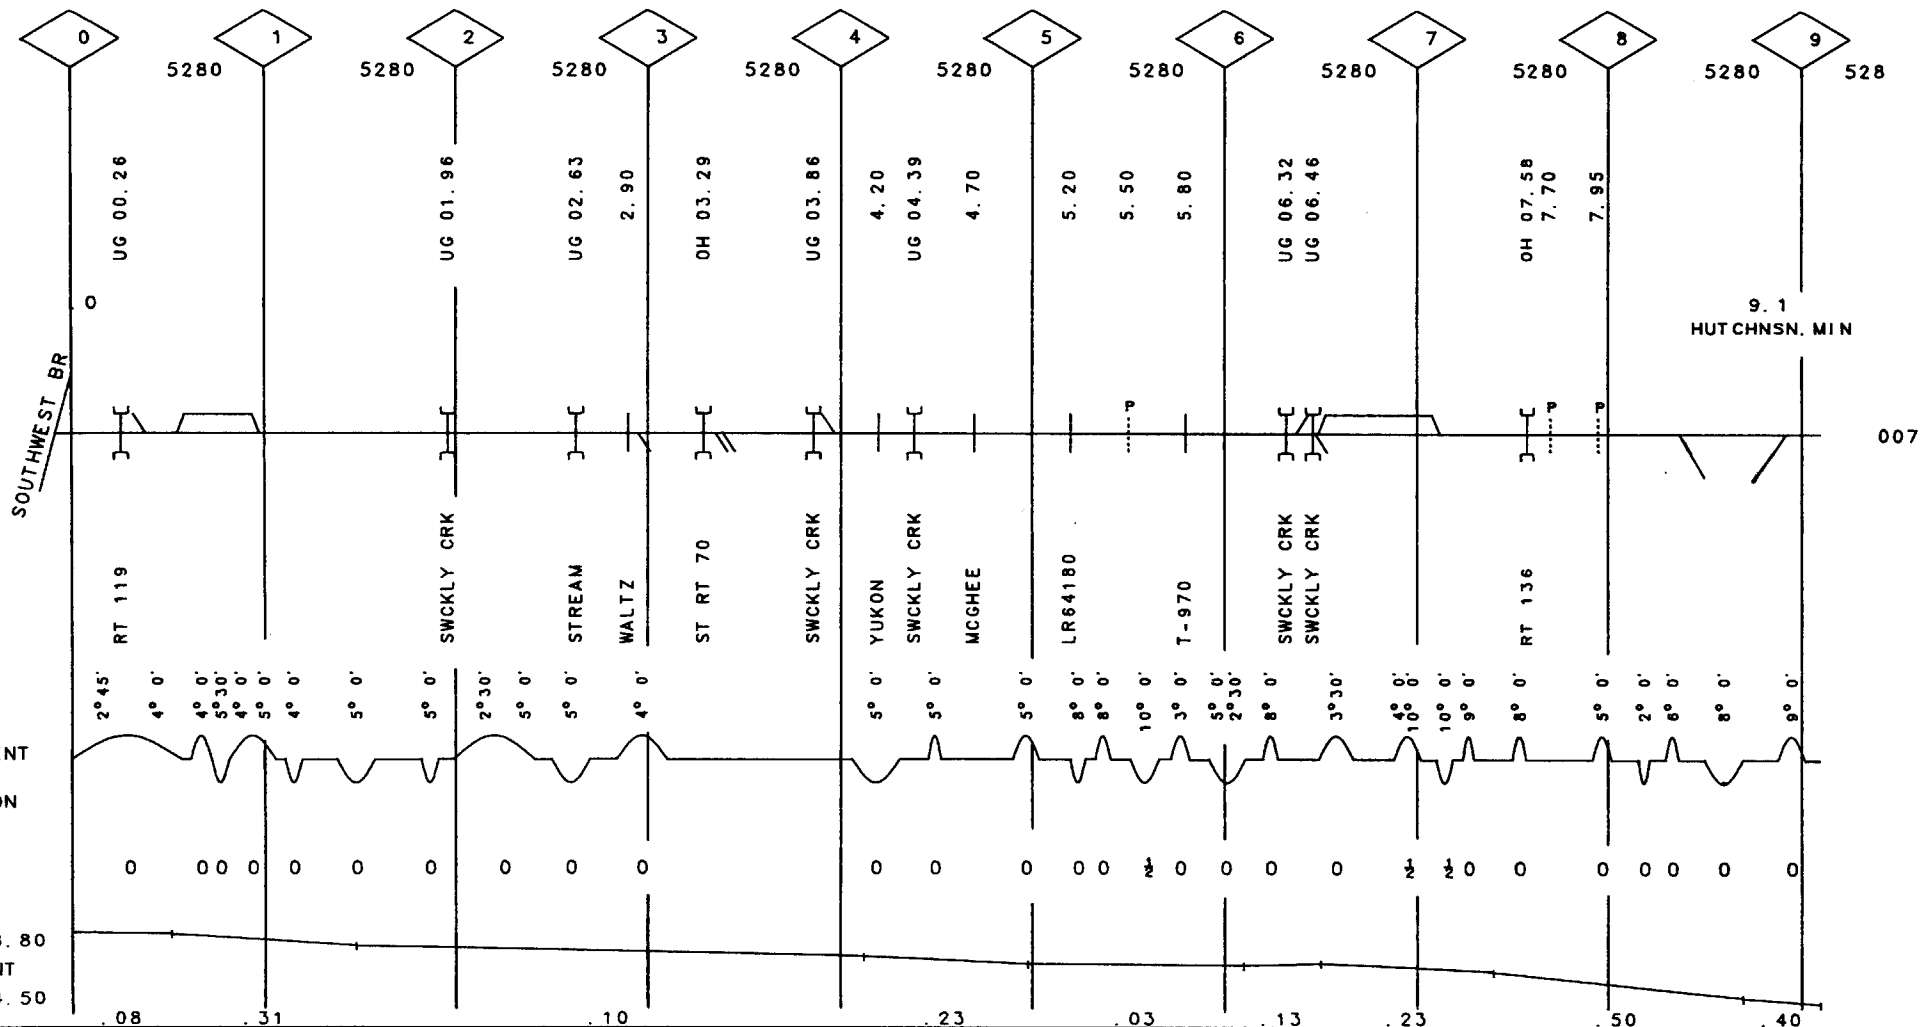 0 1 2 3 4 5 6 7 8 9
5280 5280 5280 5280 5280 5280 5280 5280 5280 528
UG 00.26
UG 01.96
UG 02.63
2.90
OH 03.29
UG 03.86
4.20
UG 04.39
4.70
5.20
5.50
5.80
UG 06.32
UG 06.46
OH 07.58
7.70
7.95
0
9.1
HUTCHNSN. MIN
SOUTHWEST BR
P
P
P
007
RT 119
SWCKLY CRK
STREAM
WALTZ
ST RT 70
SWCKLY CRK
YUKON
SWCKLY CRK
MCGHEE
LR64180
T-970
SWCKLY CRK
SWCKLY CRK
RT 136
2° 45'
4° 0'
4° 0'
5° 30'
4° 0'
5° 0'
4° 0'
5° 0'
5° 0'
2° 30'
5° 0'
5° 0'
4° 0'
5° 0'
5° 0'
5° 0'
8° 0'
8° 0'
10° 0'
3° 0'
5° 0'
2° 30'
8° 0'
3° 30'
4° 0'
10° 0'
10° 0'
9° 0'
8° 0'
5° 0'
2° 0'
6° 0'
8° 0'
9° 0'
ENT
ON
0 0 0 0 0 0 0 0 0 0 0 0 0 0 0 ½ 0 0 0 0 ½ ½ 0 0 0 0 0 0 0
.80
NT
.50
.08 .31 .10 .23 .03 .13 .23 .50 .40